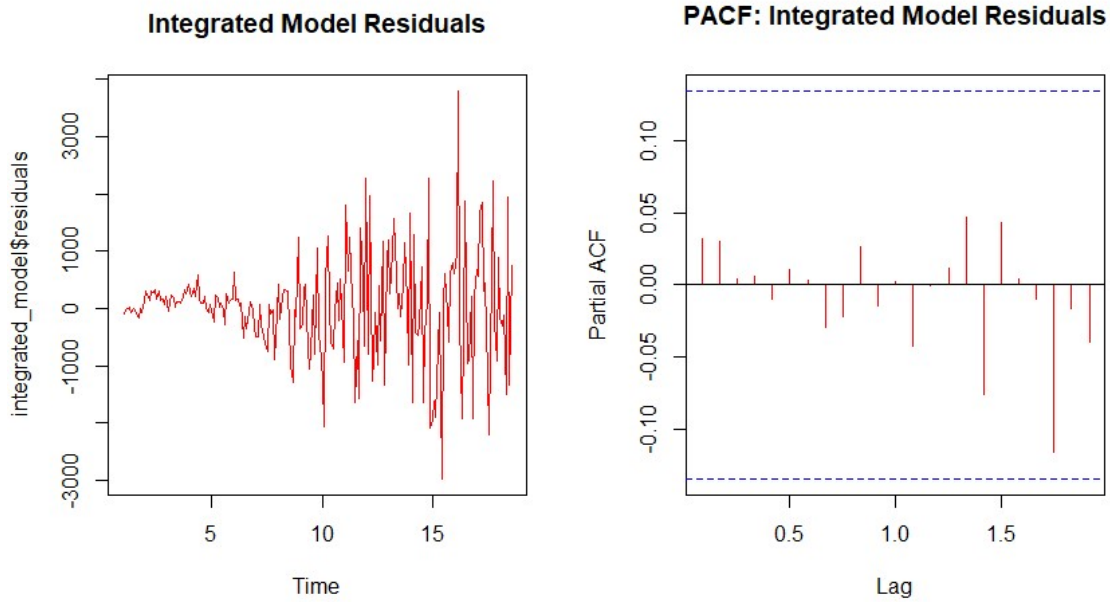 Integrated Model Residuals
integrated_model$residuals
3000
1000
0
-1000
-3000
5
10
15
Time
PACF: Integrated Model Residuals
Partial ACF
0.10
0.05
0.00
-0.05
-0.10
0.5
1.0
1.5
Lag